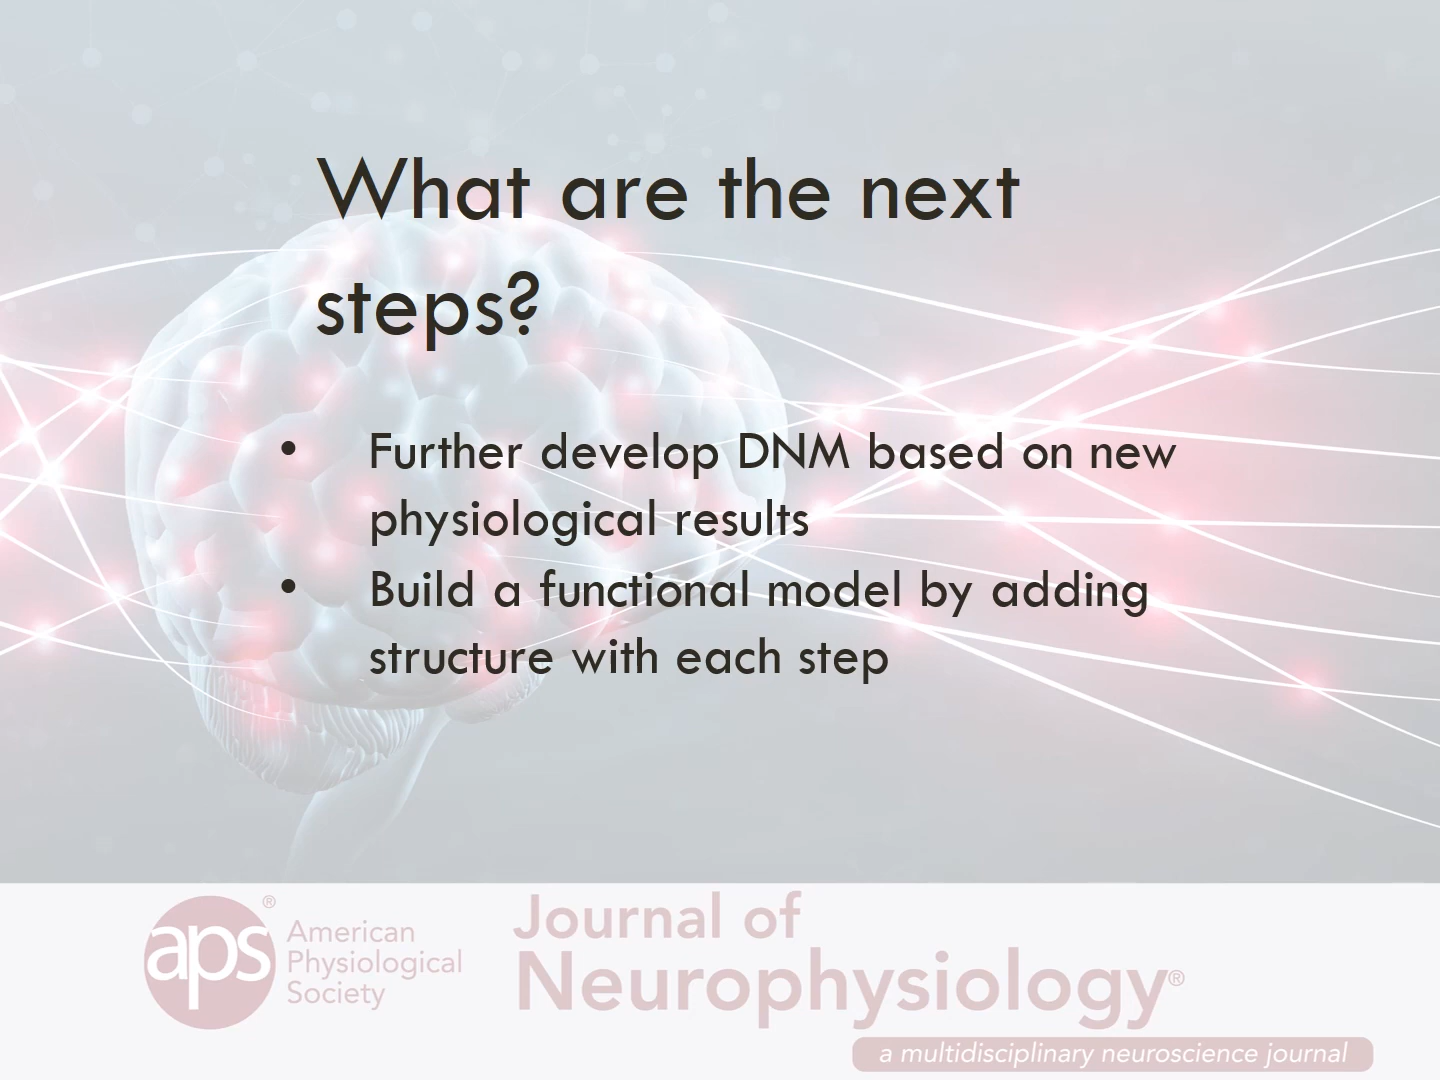 What are the next
steps?
• Further develop DNM based on new
physiological results
• Build a functional model by adding
structure with each step
aps®
American
Physiological
Society
Journal of
Neurophysiology®
a multidisciplinary neuroscience journal